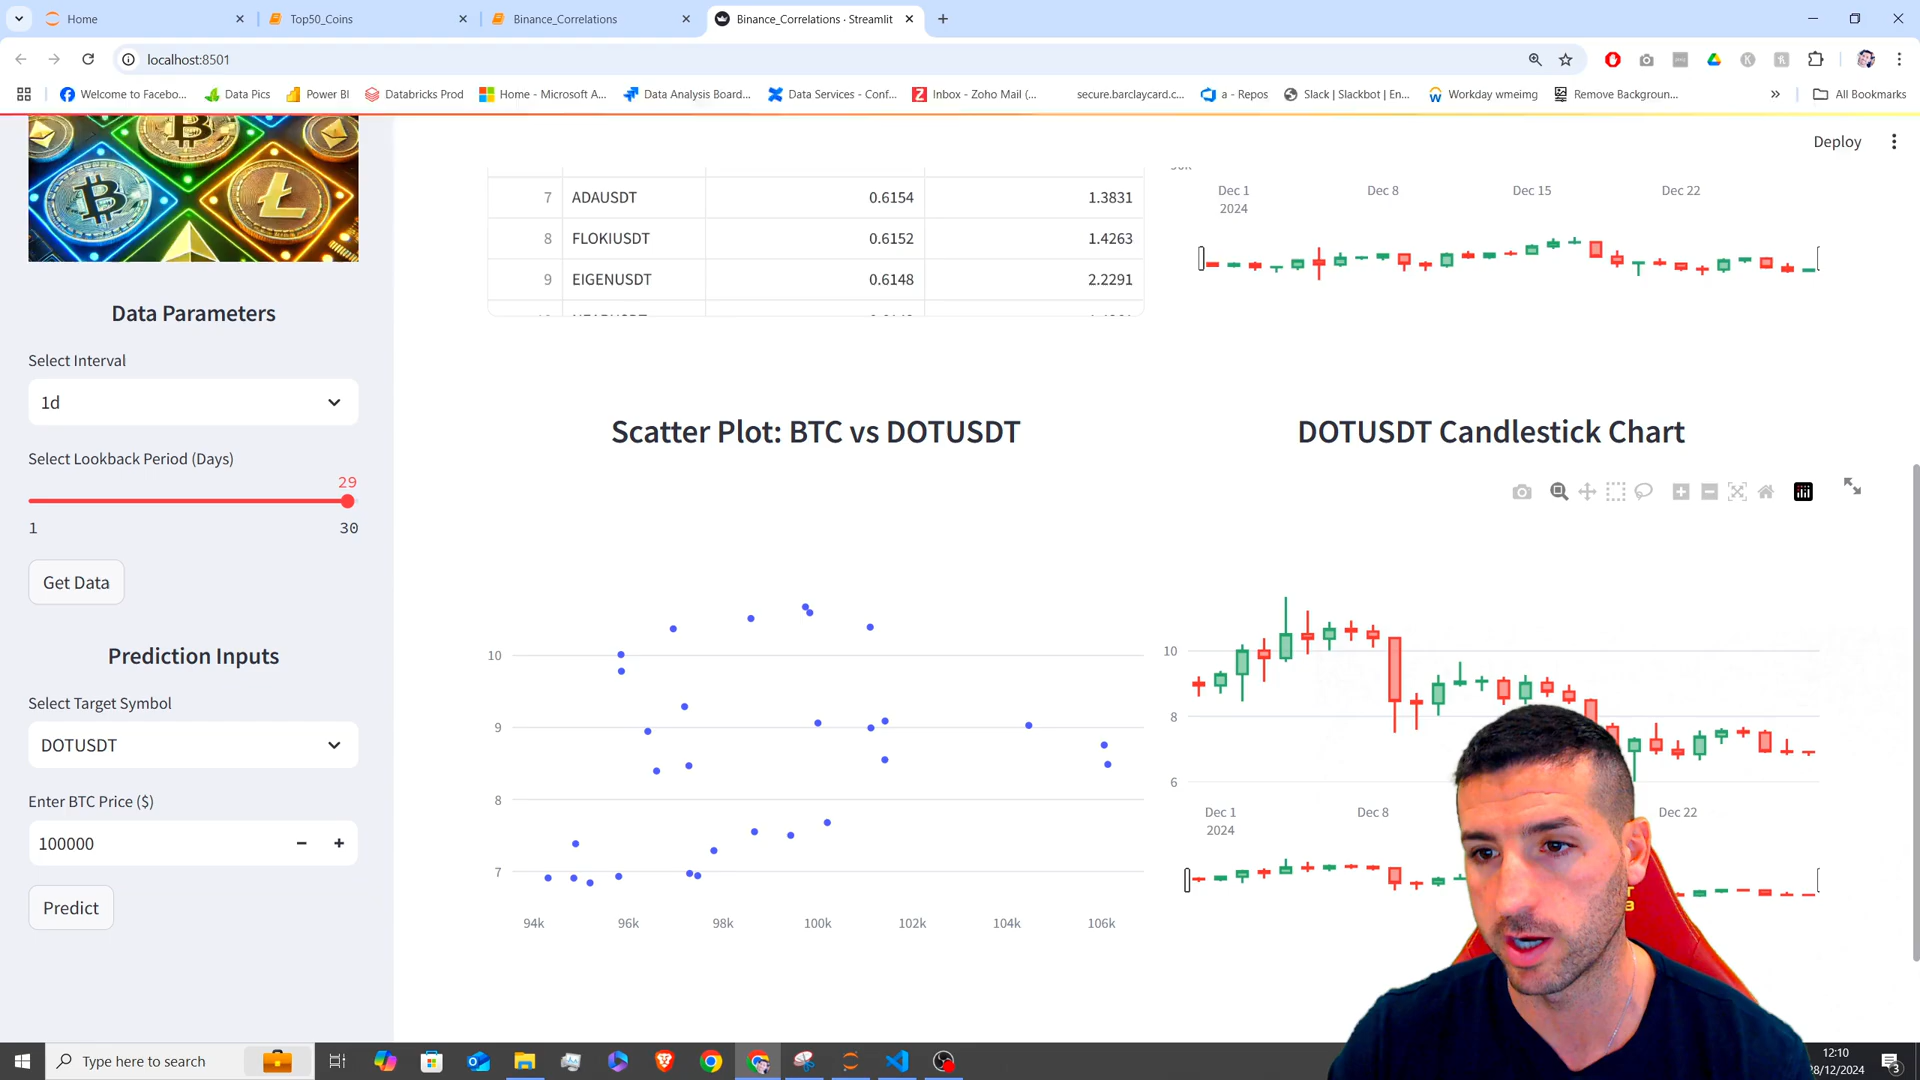 Home
Top50_Coins
Binance_Correlations
Binance_Correlations · Streamlit
localhost:8501
Welcome to Facebo...
Data Pics
Power BI
Databricks Prod
Home - Microsoft A...
Data Analysis Board...
Data Services - Conf...
Inbox - Zoho Mail (...
secure.barclaycard.c...
a - Repos
Slack | Slackbot | En...
Workday wmeimg
Remove Backgroun...
»
All Bookmarks
Deploy
Data Parameters
Select Interval
1d
Select Lookback Period (Days)
29
1 30
Get Data
Prediction Inputs
Select Target Symbol
DOTUSDT
Enter BTC Price ($)
100000
Predict
7 ADAUSDT 0.6154 1.3831
8 FLOKIUSDT 0.6152 1.4263
9 EIGENUSDT 0.6148 2.2291
Dec 1 Dec 8 Dec 15 Dec 22
2024
Scatter Plot: BTC vs DOTUSDT
10
9
8
7
94k 96k 98k 100k 102k 104k 106k
DOTUSDT Candlestick Chart
10
8
6
Dec 1 Dec 8 Dec 22
2024
Type here to search
12:10
28/12/2024
3